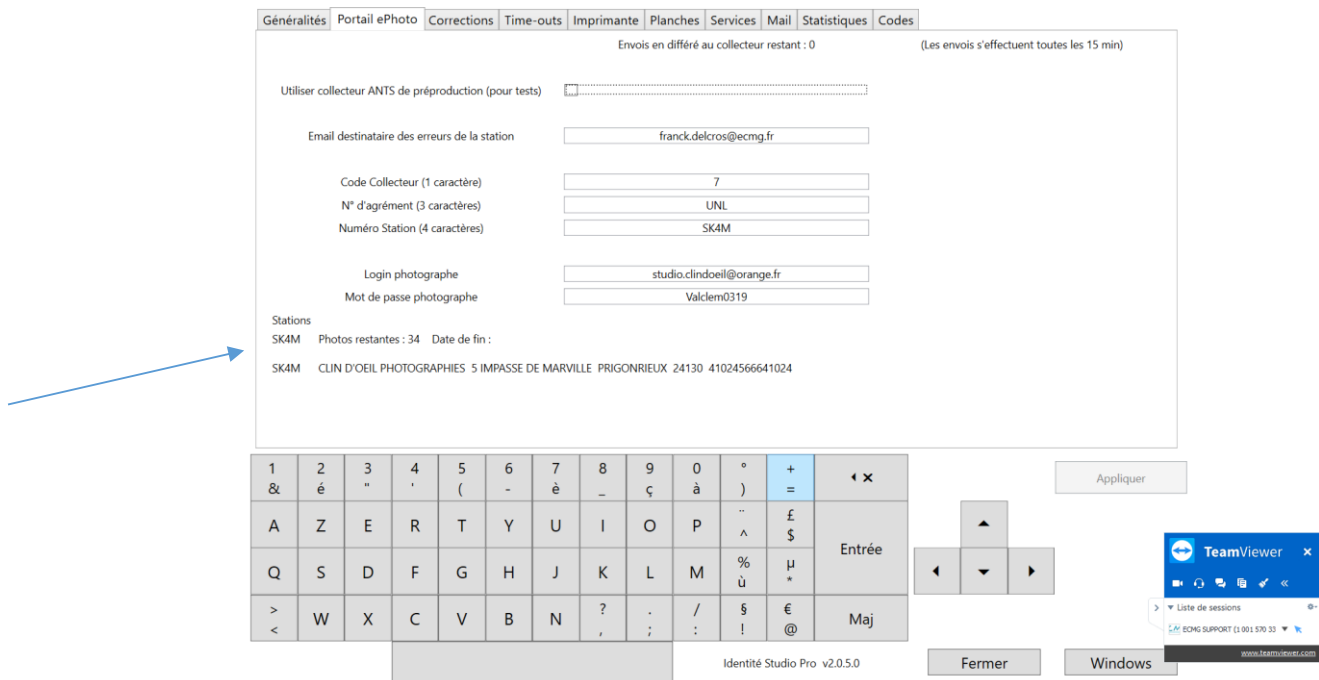 Généralités Portail ePhoto Corrections Time-outs Imprimante Planches Services Mail Statistiques Codes
Envois en différé au collecteur restant : 0 (Les envois s'effectuent toutes les 15 min)
Utiliser collecteur ANTS de préproduction (pour tests)
Email destinataire des erreurs de la station franck.delcros@ecmg.fr
Code Collecteur (1 caractère) 7
N° d'agrément (3 caractères) UNL
Numéro Station (4 caractères) SK4M
Login photographe studio.clindoeil@orange.fr
Mot de passe photographe Valclem0319
Stations
SK4M Photos restantes : 34 Date de fin :
SK4M CLIN D'OEIL PHOTOGRAPHIES 5 IMPASSE DE MARVILLE PRIGONRIEUX 24130 41024566641024
1 2 3 4 5 6 7 8 9 0 ° +
& é " ' ( - è _ ç à ) =
Appliquer
A Z E R T Y U I O P ¨ ^ £ $
Entrée
Q S D F G H J K L M % ù µ *
> < W X C V B N ? , . ; / : § ! € @ Maj
TeamViewer
Liste de sessions
ECMG SUPPORT (1 001 570 33
www.teamviewer.com
Identité Studio Pro v2.0.5.0
Fermer Windows